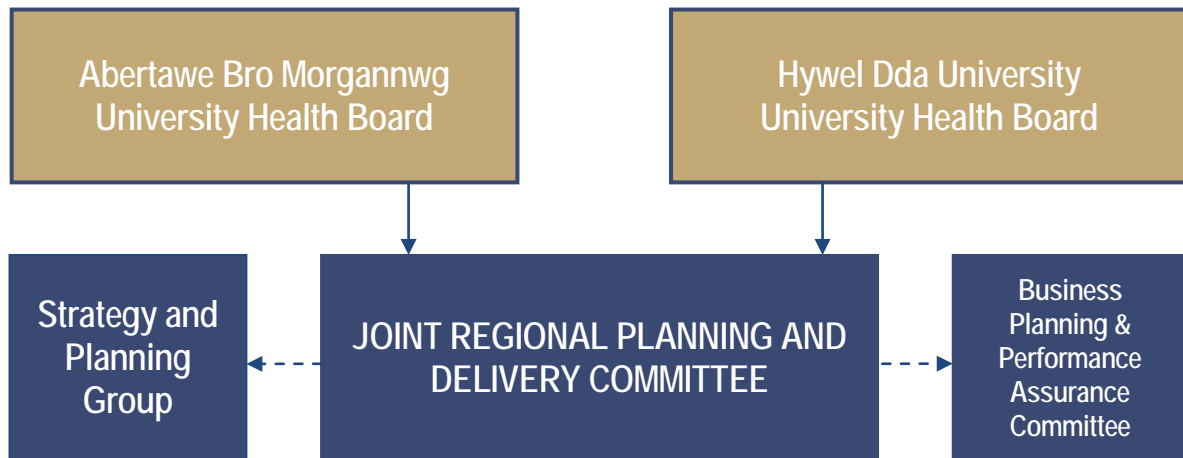 Abertawe Bro Morgannwg
University Health Board
Hywel Dda University
University Health Board
Strategy and
Planning
Group
JOINT REGIONAL PLANNING AND
DELIVERY COMMITTEE
Business
Planning &
Performance
Assurance
Committee